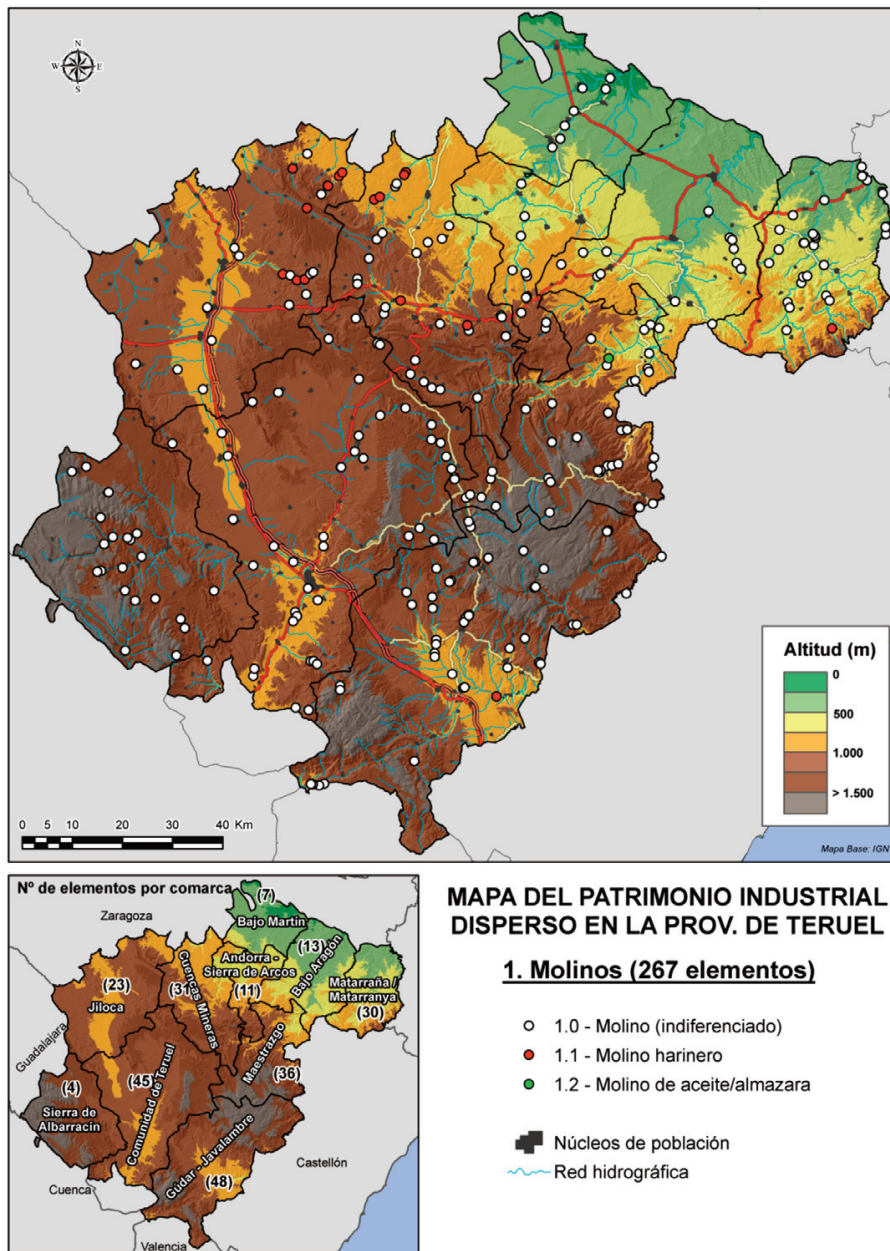 N
W E
S
Altitud (m)
0
500
1.000
> 1.500
0 10 20 30 40 Km
Mapa Base: IGN
Nº de elementos por comarca
Zaragoza
(7)
Bajo Martín
(13)
Andorra -
Sierra de Arcos
(11)
Bajo Aragón
Matarraña /
Matarranya
(30)
(23)
Jiloca
(31)
Cuencas Mineras
Guadalajara
Maestrazgo
(36)
(4)
Sierra de
Albarracín
(45)
Comunidad de Teruel
Gúdar - Javalambre
(48)
Castellón
Cuenca
Valencia
MAPA DEL PATRIMONIO INDUSTRIAL
DISPERSO EN LA PROV. DE TERUEL
1. Molinos (267 elementos)
1.0 - Molino (indiferenciado)
1.1 - Molino harinero
1.2 - Molino de aceite/almazara
Núcleos de población
Red hidrográfica